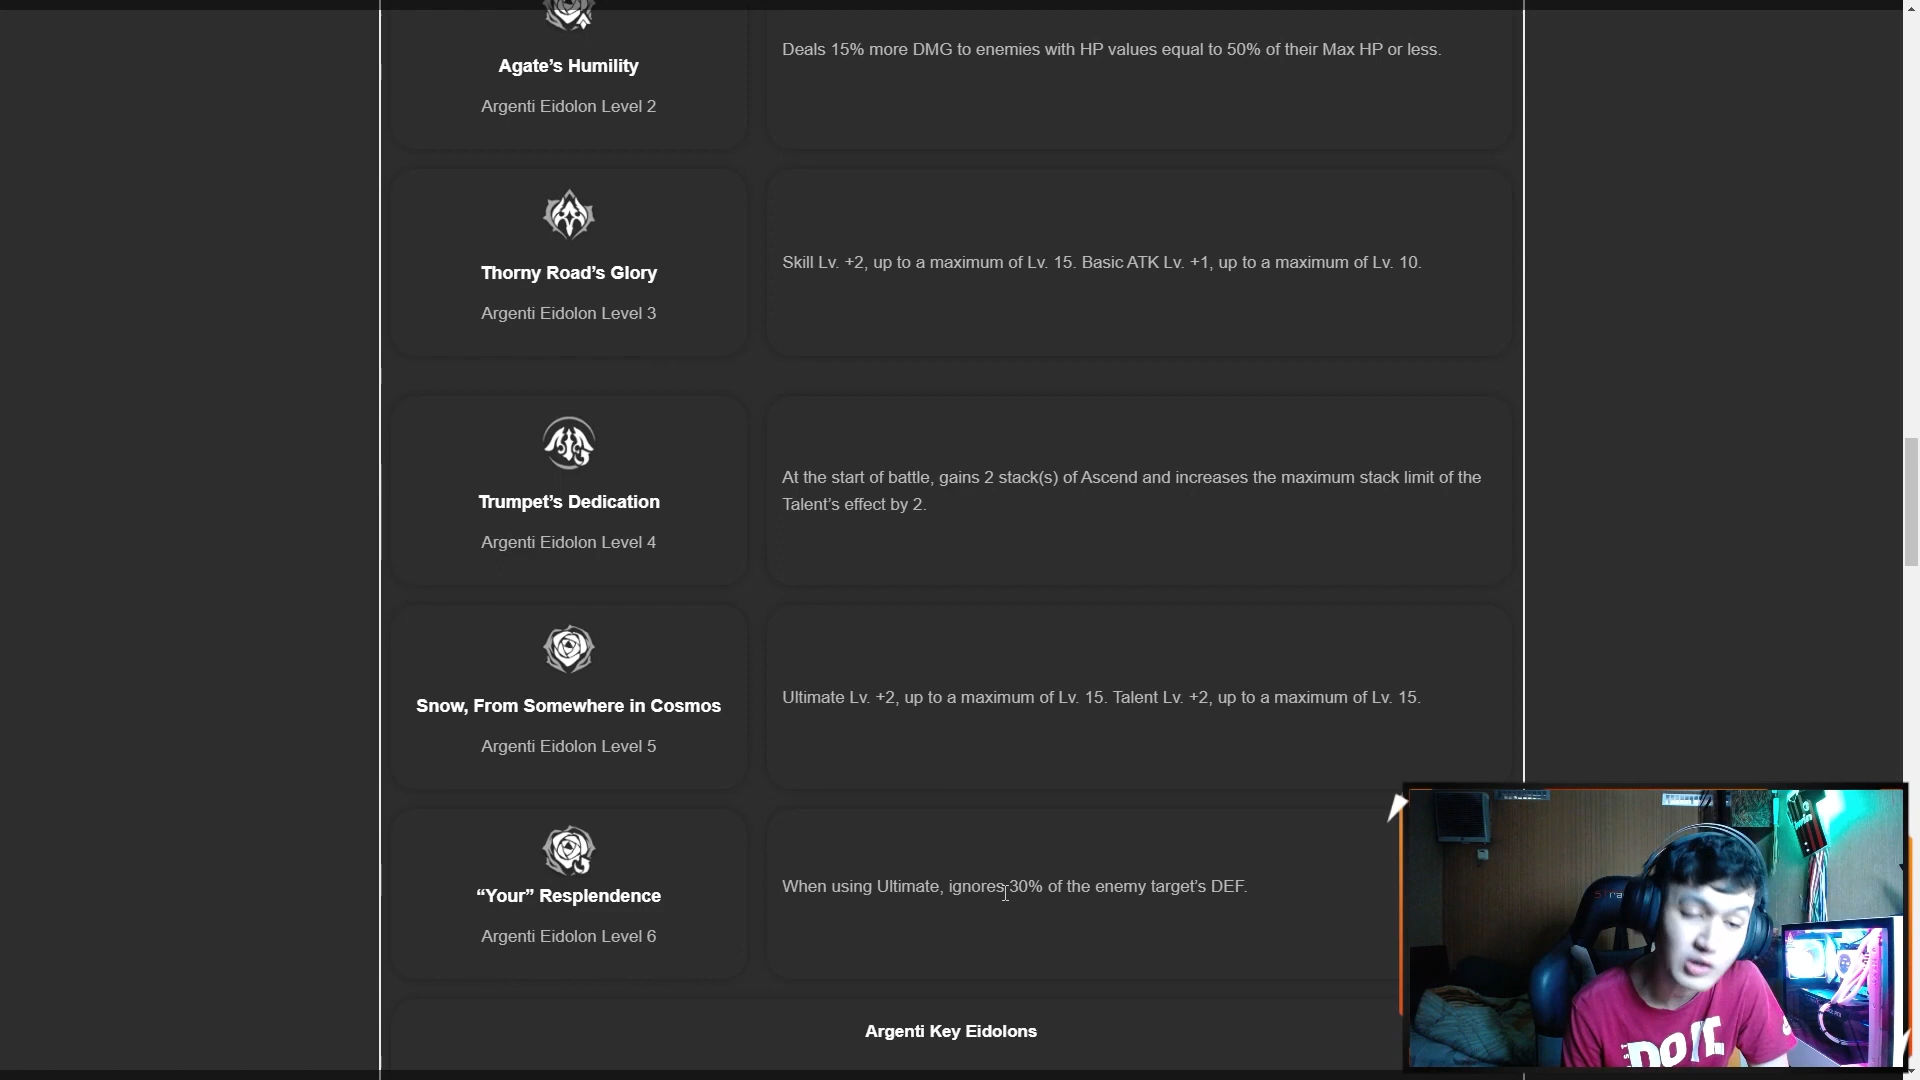 Agate’s Humility
Argenti Eidolon Level 2
Deals 15% more DMG to enemies with HP values equal to 50% of their Max HP or less.
Thorny Road’s Glory
Argenti Eidolon Level 3
Skill Lv. +2, up to a maximum of Lv. 15. Basic ATK Lv. +1, up to a maximum of Lv. 10.
Trumpet’s Dedication
Argenti Eidolon Level 4
At the start of battle, gains 2 stack(s) of Ascend and increases the maximum stack limit of the
Talent’s effect by 2.
Snow, From Somewhere in Cosmos
Argenti Eidolon Level 5
Ultimate Lv. +2, up to a maximum of Lv. 15. Talent Lv. +2, up to a maximum of Lv. 15.
“Your” Resplendence
Argenti Eidolon Level 6
When using Ultimate, ignores 30% of the enemy target’s DEF.
Argenti Key Eidolons